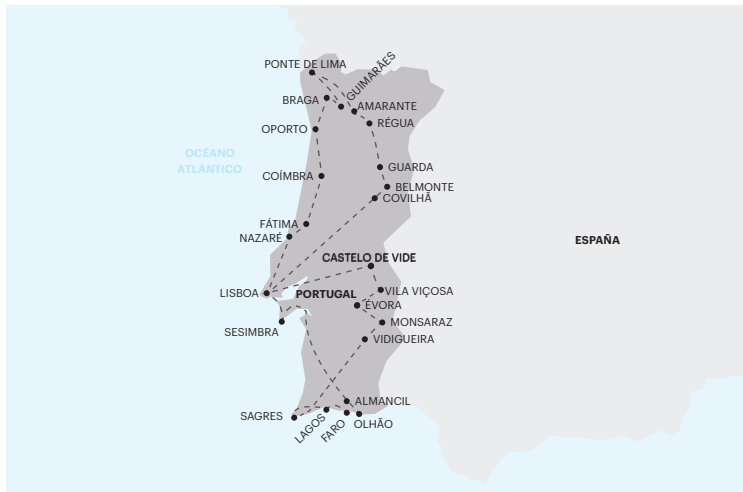 PONTE DE LIMA
GUIMARÃES
BRAGA
AMARANTE
OPORTO
RÉGUA
OCÉANO
ATLÁNTICO
COÍMBRA
GUARDA
BELMONTE
COVILHÃ
FÁTIMA
NAZARÉ
ESPAÑA
CASTELO DE VIDE
LISBOA
PORTUGAL
VILA VIÇOSA
ÉVORA
SESIMBRA
MONSARAZ
VIDIGUEIRA
ALMANCIL
SAGRES
LAGOS
FARO
OLHÃO